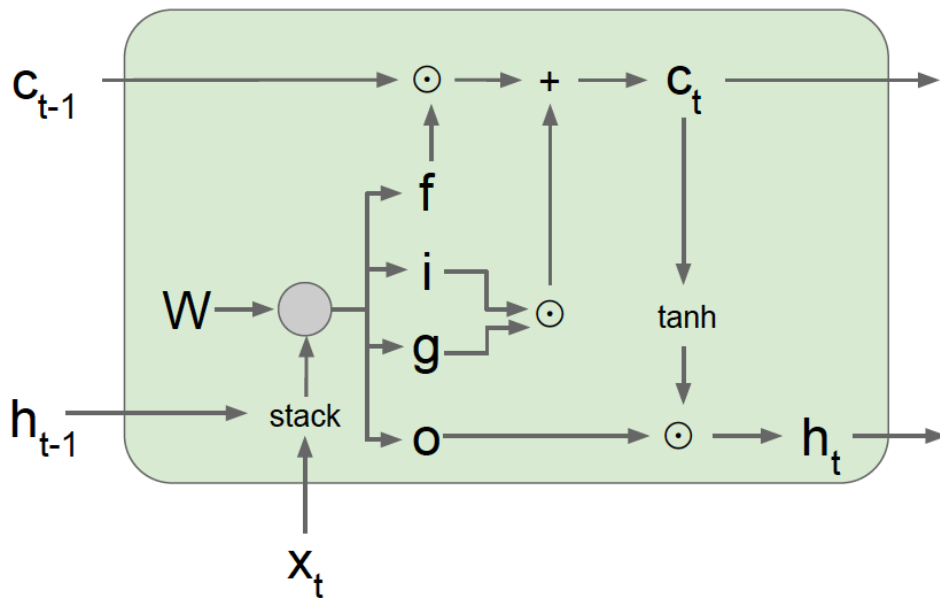 c_{t-1} ⊙ + c_t
f
i
W ⊙ tanh
g
h_{t-1} stack
o ⊙ h_t
x_t